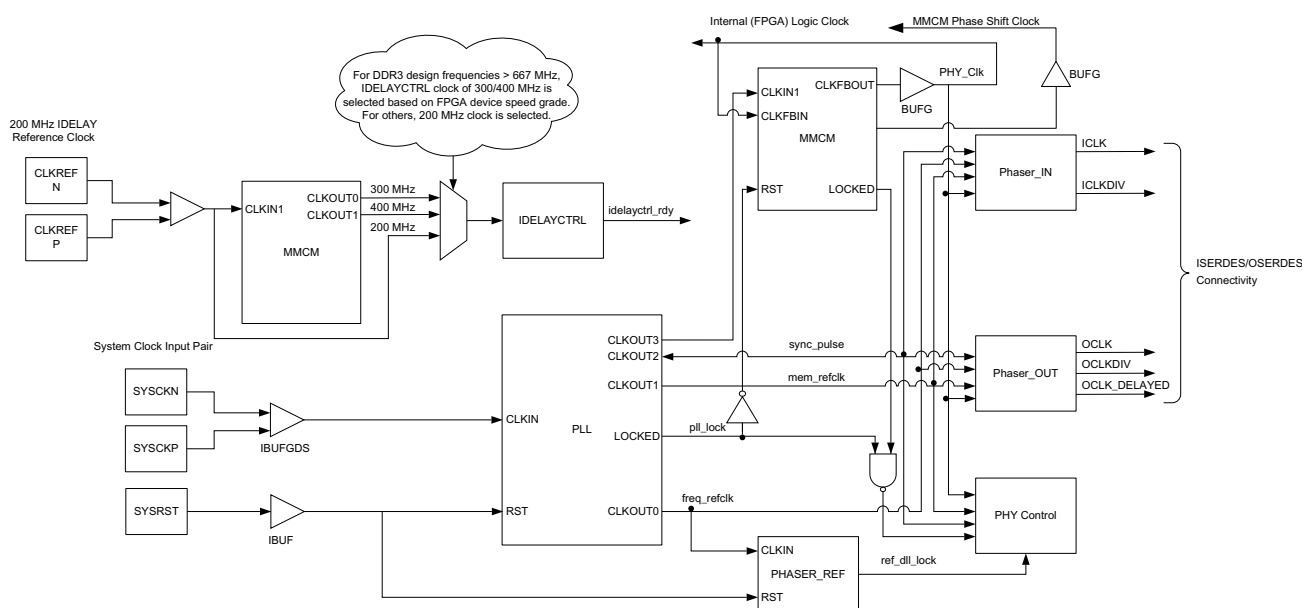 Internal (FPGA) Logic Clock
MMCM Phase Shift Clock
For DDR3 design frequencies > 667 MHz,
IDELAYCTRL clock of 300/400 MHz is
selected based on FPGA device speed grade.
For others, 200 MHz clock is selected.
200 MHz IDELAY
Reference Clock
CLKREF
N
CLKREF
P
CLKIN1
CLKOUT0
CLKOUT1
MMCM
300 MHz
400 MHz
200 MHz
IDELAYCTRL
idelayctrl_rdy
CLKIN1
CLKFBIN
CLKFBOUT
MMCM
RST
LOCKED
BUFG
PHY_Clk
BUFG
Phaser_IN
ICLK
ICLKDIV
ISERDES/OSERDES
Connectivity
System Clock Input Pair
SYSCKN
SYSCKP
IBUFGDS
SYSRST
IBUF
CLKIN
RST
PLL
CLKOUT3
CLKOUT2
CLKOUT1
LOCKED
CLKOUT0
sync_pulse
mem_refclk
pll_lock
freq_refclk
Phaser_OUT
OCLK
OCLKDIV
OCLK_DELAYED
PHY Control
CLKIN
PHASER_REF
RST
ref_dll_lock